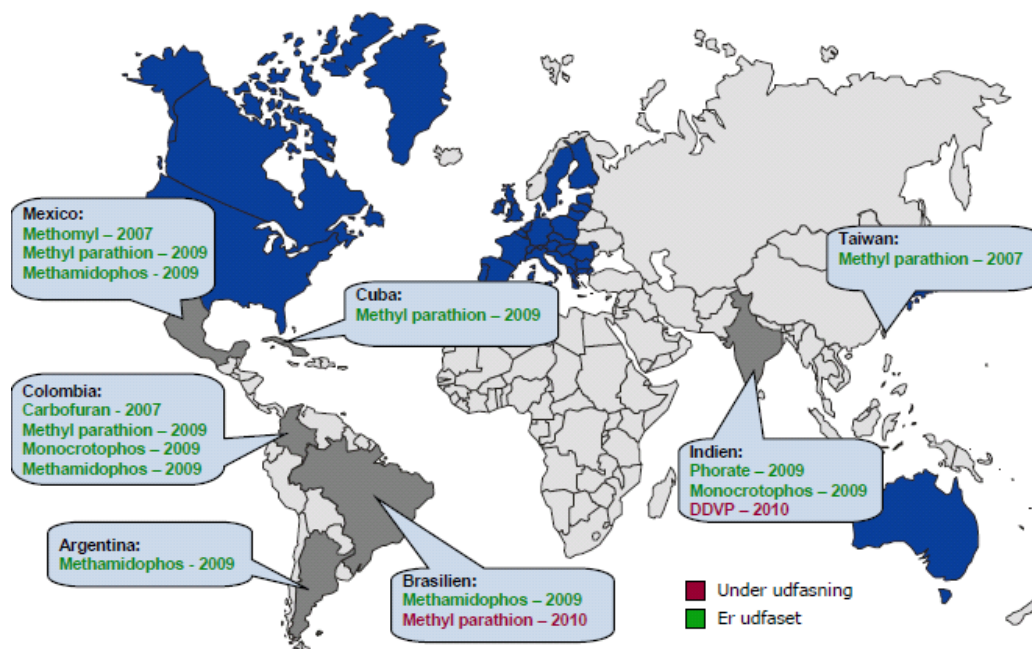 Mexico:
Methomyl – 2007
Methyl parathion – 2009
Methamidophos - 2009
Taiwan:
Methyl parathion – 2007
Cuba:
Methyl parathion – 2009
Colombia:
Carbofuran - 2007
Methyl parathion – 2009
Monocrotophos – 2009
Methamidophos – 2009
Indien:
Phorate – 2009
Monocrotophos – 2009
DDVP – 2010
Argentina:
Methamidophos - 2009
Brasilien:
Methamidophos – 2009
Methyl parathion – 2010
Under udfasning
Er udfaset